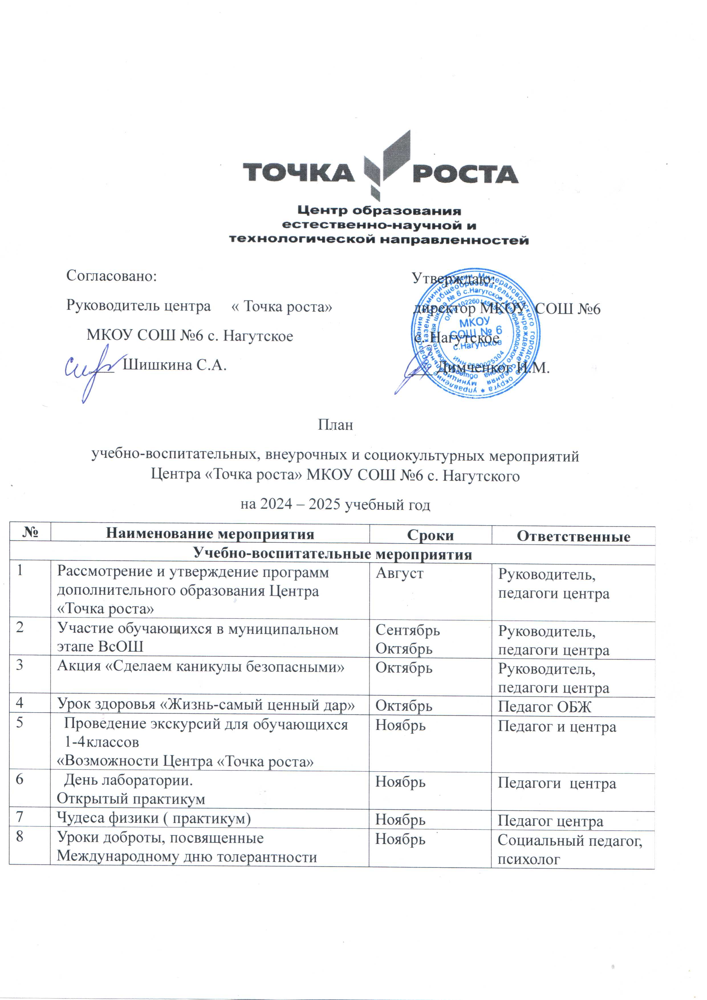 ТОЧКА РОСТА
Центр образования
естественно-научной и
технологической направленностей
Согласовано:
Утверждаю:
Руководитель центра « Точка роста»
директор МКОУ СОШ №6
МКОУ СОШ №6 с. Нагутское
с. Нагутское
___ Шишкина С.А.
___ Димченко И.М.
МКОУ
СОШ № 6
с.Нагутское
План
учебно-воспитательных, внеурочных и социокультурных мероприятий
Центра «Точка роста» МКОУ СОШ №6 с. Нагутского
на 2024 – 2025 учебный год
№ Наименование мероприятия Сроки Ответственные
Учебно-воспитательные мероприятия
1 Рассмотрение и утверждение программ Август Руководитель,
дополнительного образования Центра педагоги центра
«Точка роста»
2 Участие обучающихся в муниципальном Сентябрь Руководитель,
этапе ВсОШ Октябрь педагоги центра
3 Акция «Сделаем каникулы безопасными» Октябрь Руководитель,
педагоги центра
4 Урок здоровья «Жизнь-самый ценный дар» Октябрь Педагог ОБЖ
5 Проведение экскурсий для обучающихся Ноябрь Педагог и центра
1-4классов
«Возможности Центра «Точка роста»
6 День лаборатории. Ноябрь Педагоги центра
Открытый практикум
7 Чудеса физики ( практикум) Ноябрь Педагог центра
8 Уроки доброты, посвященные Ноябрь Социальный педагог,
Международному дню толерантности психолог